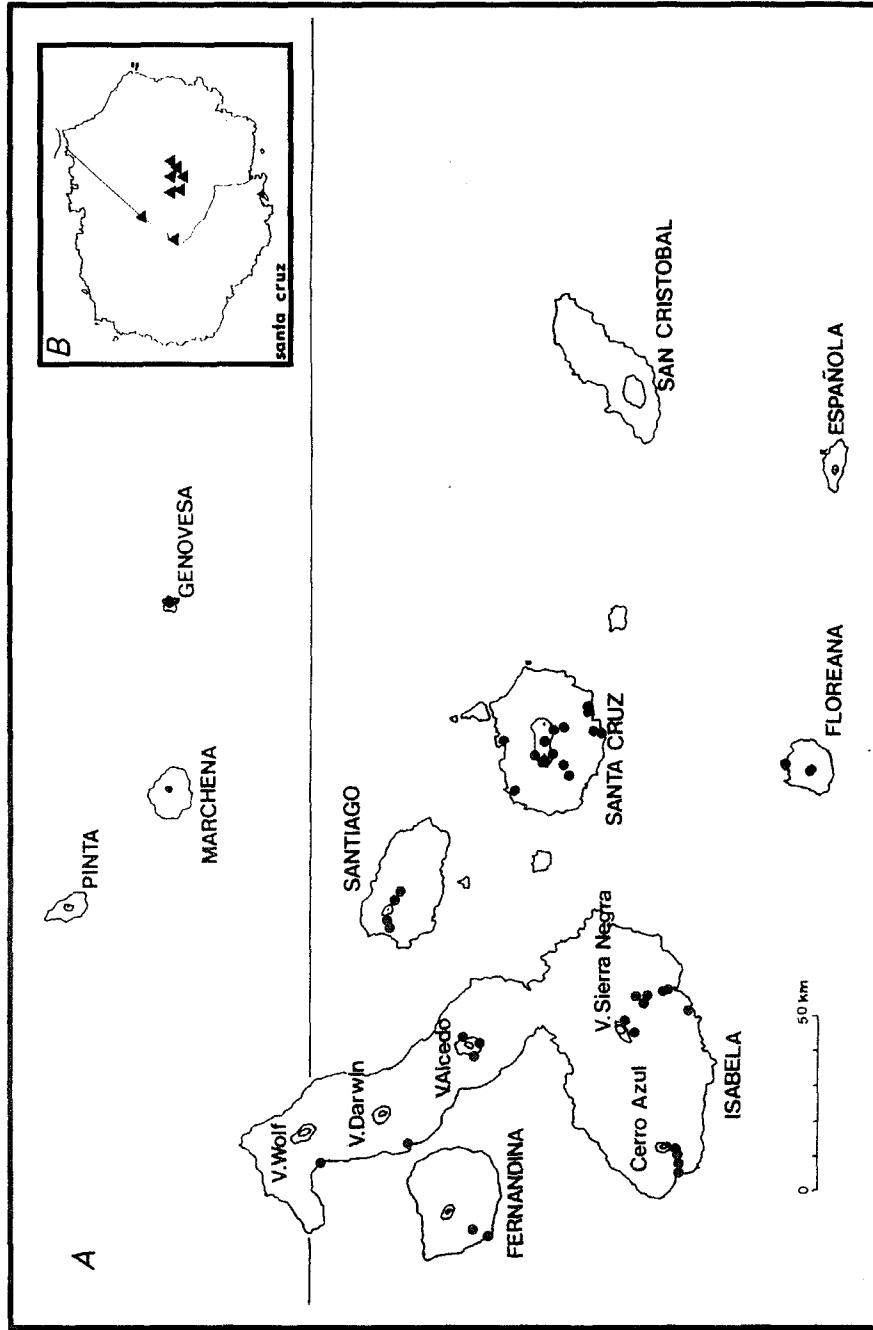 A
B
santa cruz
PINTA
MARCHENA
GENOVESA
V.Wolf
V.Darwin
V.Alcedo
SANTIAGO
FERNANDINA
Cerro Azul
V.Sierra Negra
ISABELA
SANTA CRUZ
SAN CRISTOBAL
FLOREANA
ESPAÑOLA
0
50 km